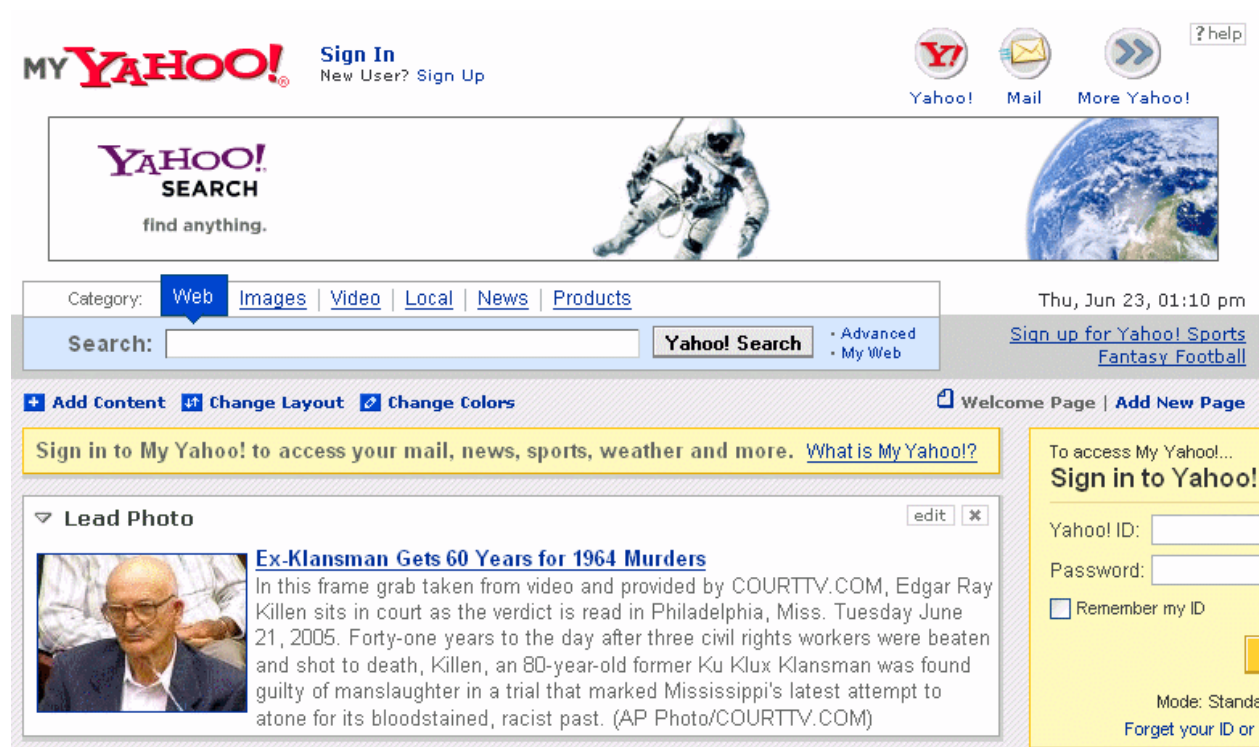 MY YAHOO!®
Sign In
New User? Sign Up
? help
Yahoo!
Mail
More Yahoo!
YAHOO!
SEARCH
find anything.
Category: Web Images | Video | Local | News | Products
Thu, Jun 23, 01:10 pm
Search: Yahoo! Search
· Advanced
· My Web
Sign up for Yahoo! Sports
Fantasy Football
Add Content Change Layout Change Colors
Welcome Page | Add New Page
Sign in to My Yahoo! to access your mail, news, sports, weather and more. What is My Yahoo!?
Lead Photo
edit
Ex-Klansman Gets 60 Years for 1964 Murders
In this frame grab taken from video and provided by COURTTV.COM, Edgar Ray
Killen sits in court as the verdict is read in Philadelphia, Miss. Tuesday June
21, 2005. Forty-one years to the day after three civil rights workers were beaten
and shot to death, Killen, an 80-year-old former Ku Klux Klansman was found
guilty of manslaughter in a trial that marked Mississippi's latest attempt to
atone for its bloodstained, racist past. (AP Photo/COURTTV.COM)
To access My Yahoo!...
Sign in to Yahoo!
Yahoo! ID:
Password:
Remember my ID
Mode:
Forget your ID or